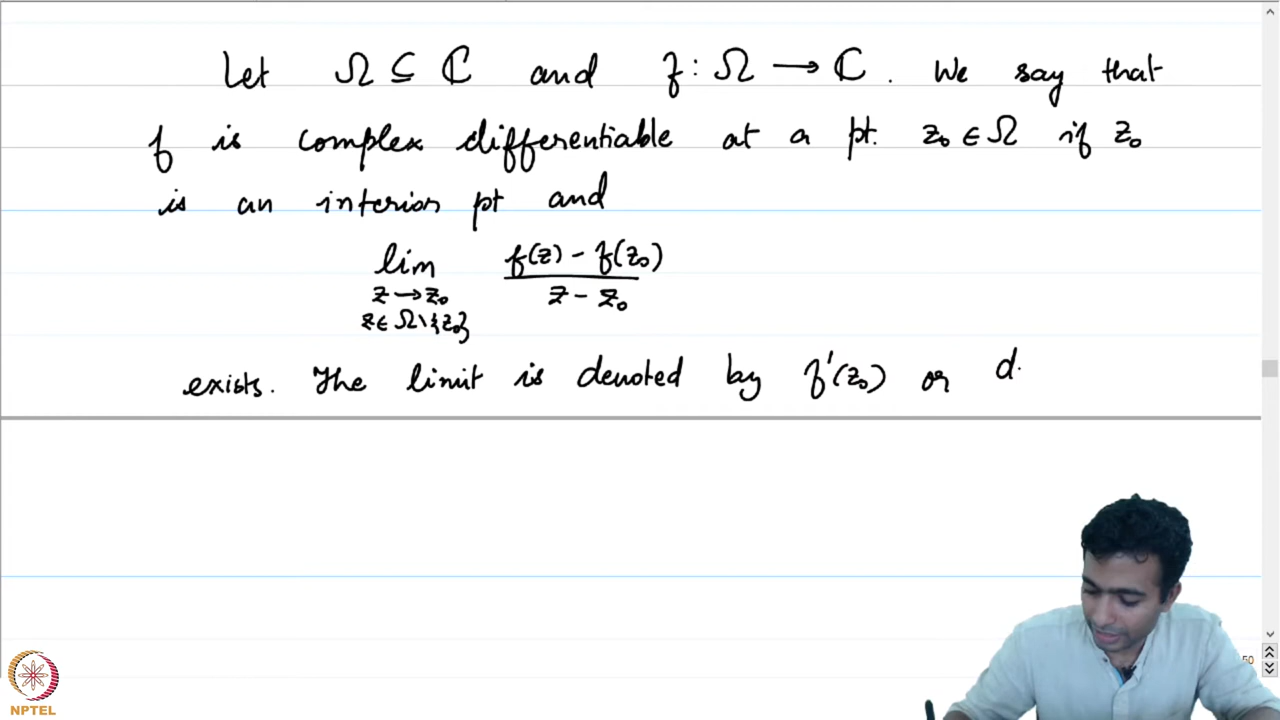 Let Ω ⊆ ℂ and f : Ω → ℂ. We say that
f is complex differentiable at a pt. z₀ ∈ Ω if z₀
is an interior pt and
lim f(z) - f(z₀)
z → z₀ z - z₀
z ∈ Ω \ {z₀}
exists. The limit is denoted by f'(z₀) or d
50
NPTEL